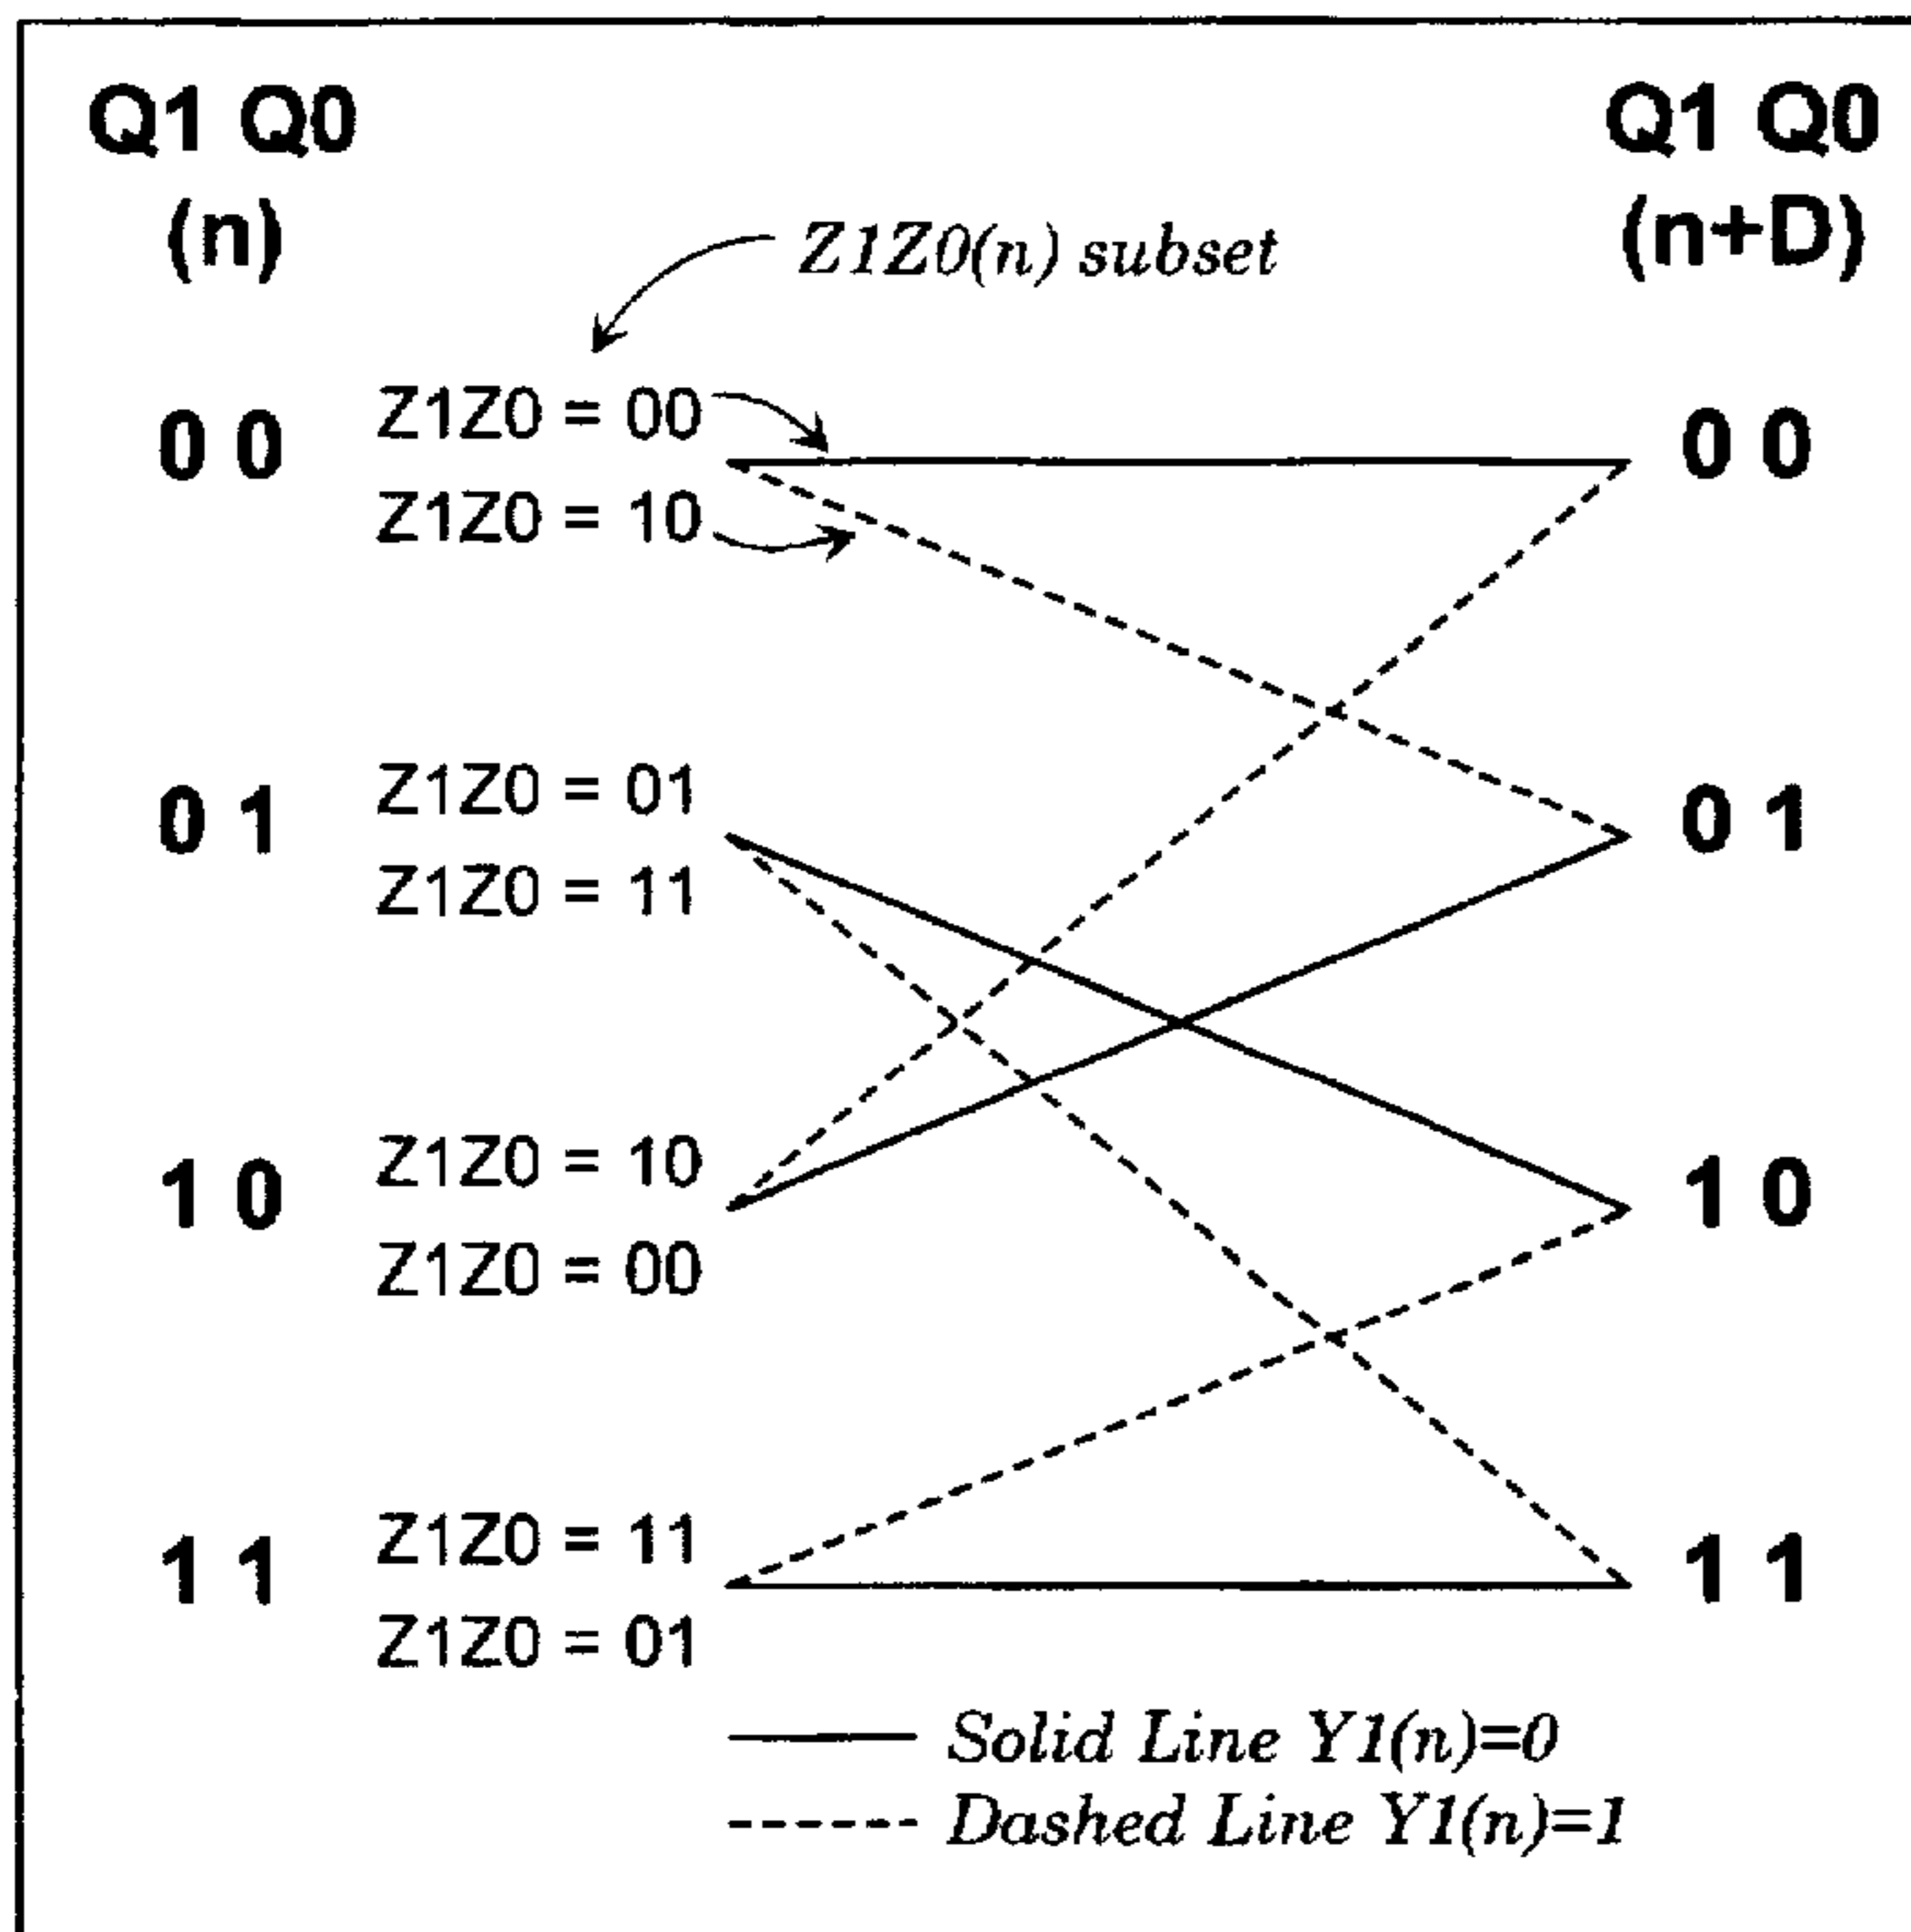 Q1 Q0 Q1 Q0
(n) (n+D)
Z1Z0(n) subset
0 0 Z1Z0 = 00 0 0
Z1Z0 = 10
0 1 Z1Z0 = 01 0 1
Z1Z0 = 11
1 0 Z1Z0 = 10 1 0
Z1Z0 = 00
1 1 Z1Z0 = 11 1 1
Z1Z0 = 01
Solid Line Y1(n)=0
Dashed Line Y1(n)=1